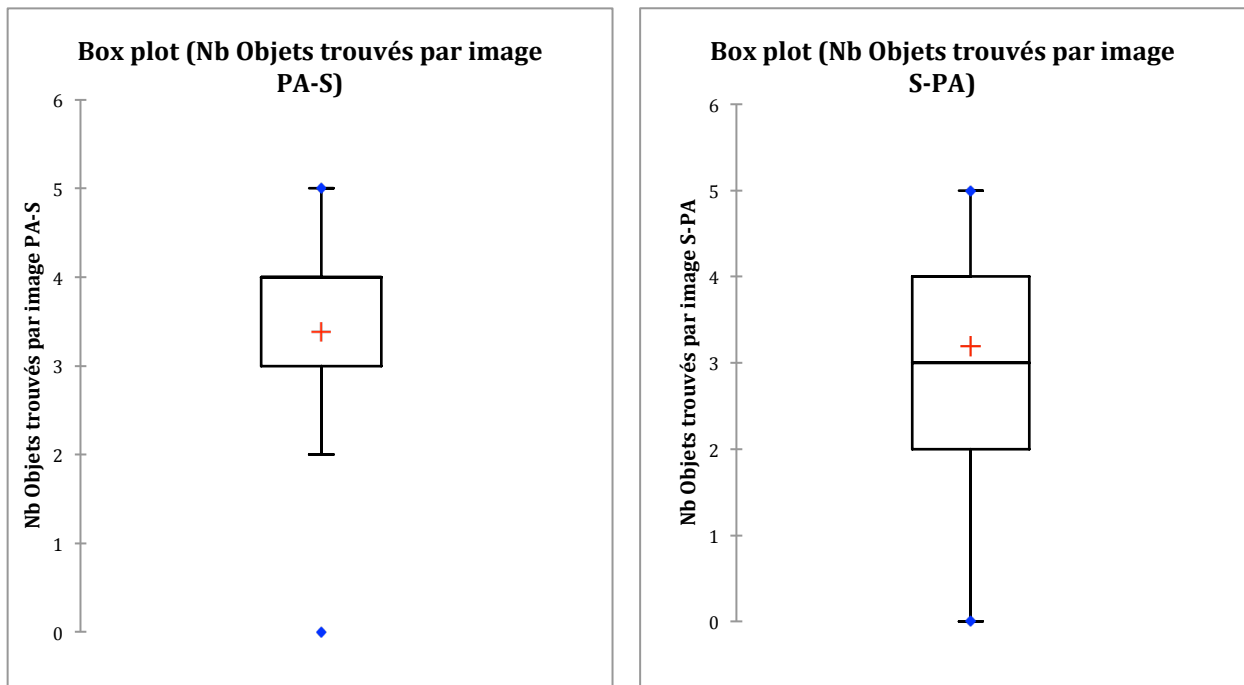 Box plot (Nb Objets trouvés par image
PA-S)
Nb Objets trouvés par image PA-S
6
5
4
3
2
1
0
Box plot (Nb Objets trouvés par image
S-PA)
Nb Objets trouvés par image S-PA
6
5
4
3
2
1
0